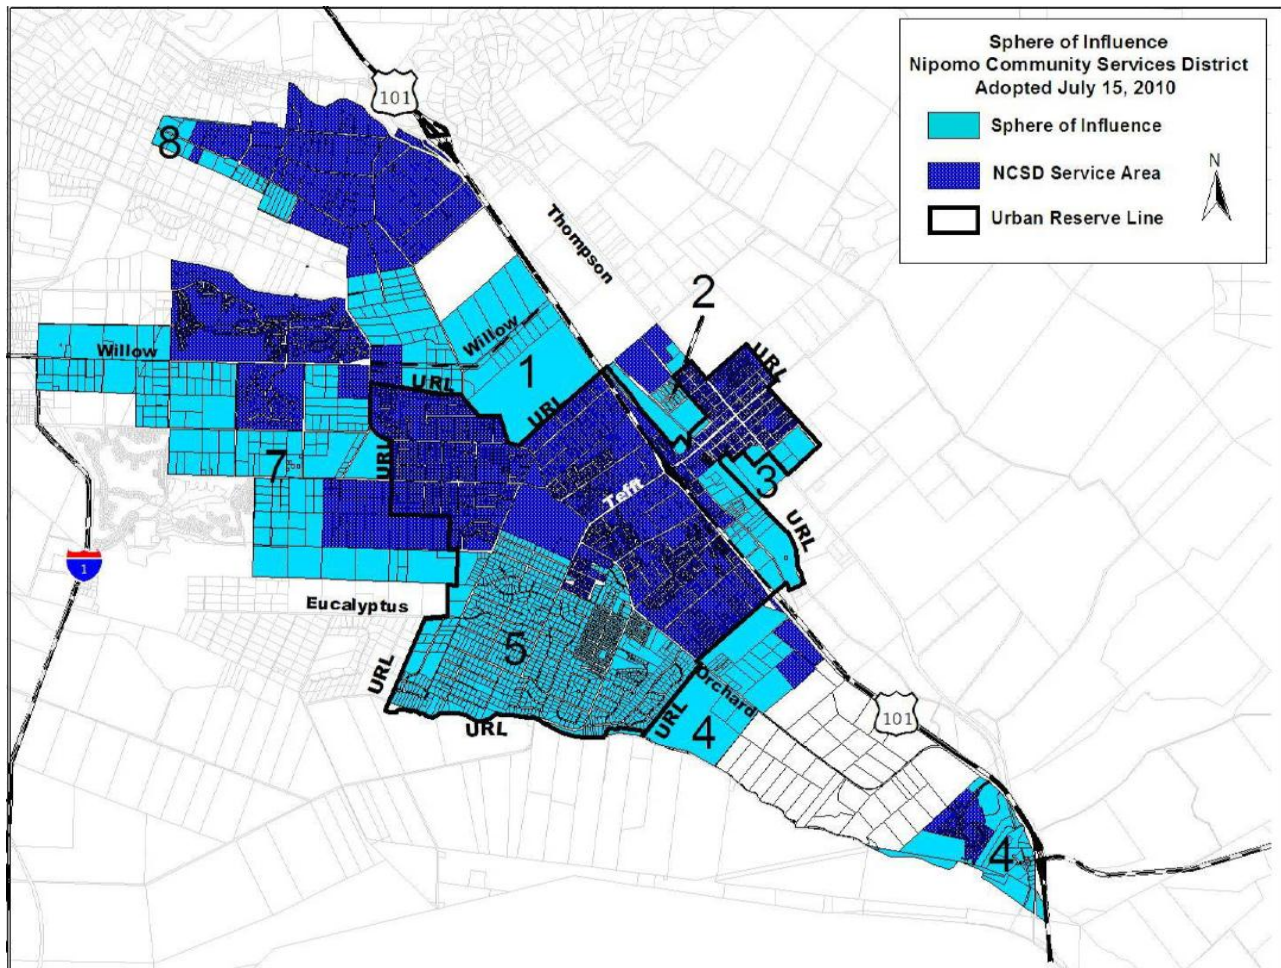 Sphere of Influence
Nipomo Community Services District
Adopted July 15, 2010
Sphere of Influence
NCSD Service Area
Urban Reserve Line
N
101
8
Thompson
2
Willow
Willow
1
URL
URL
URL
URL
7
3
Tefft
URL
1
Eucalyptus
5
URL
Orchard
URL
4
URL
101
4